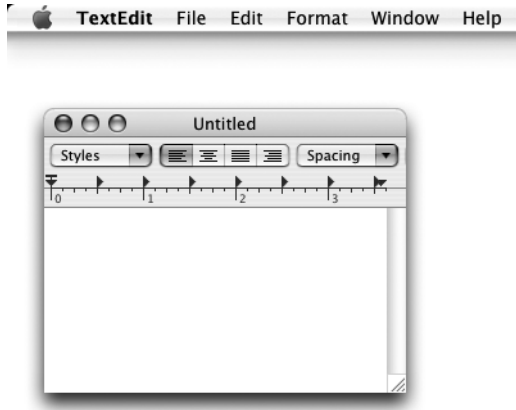 TextEdit File Edit Format Window Help
Untitled
Styles Spacing
0 1 2 3